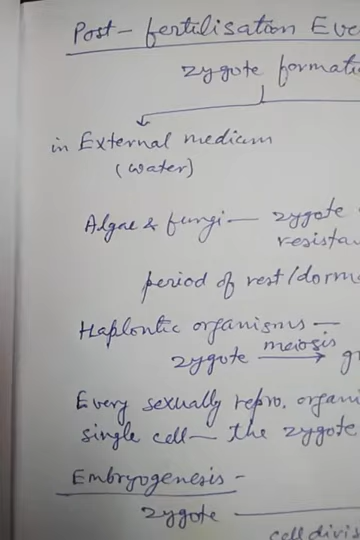 Post-fertilisation Eve
zygote formati
in External medium
(water)
Algae & fungi— zygote
resista
period of rest/dorm
Haplontic organisms —
meiosis
zygote → g
Every sexually repro. organi
single cell— the zygote
Embryogenesis-
zygote
cell divis